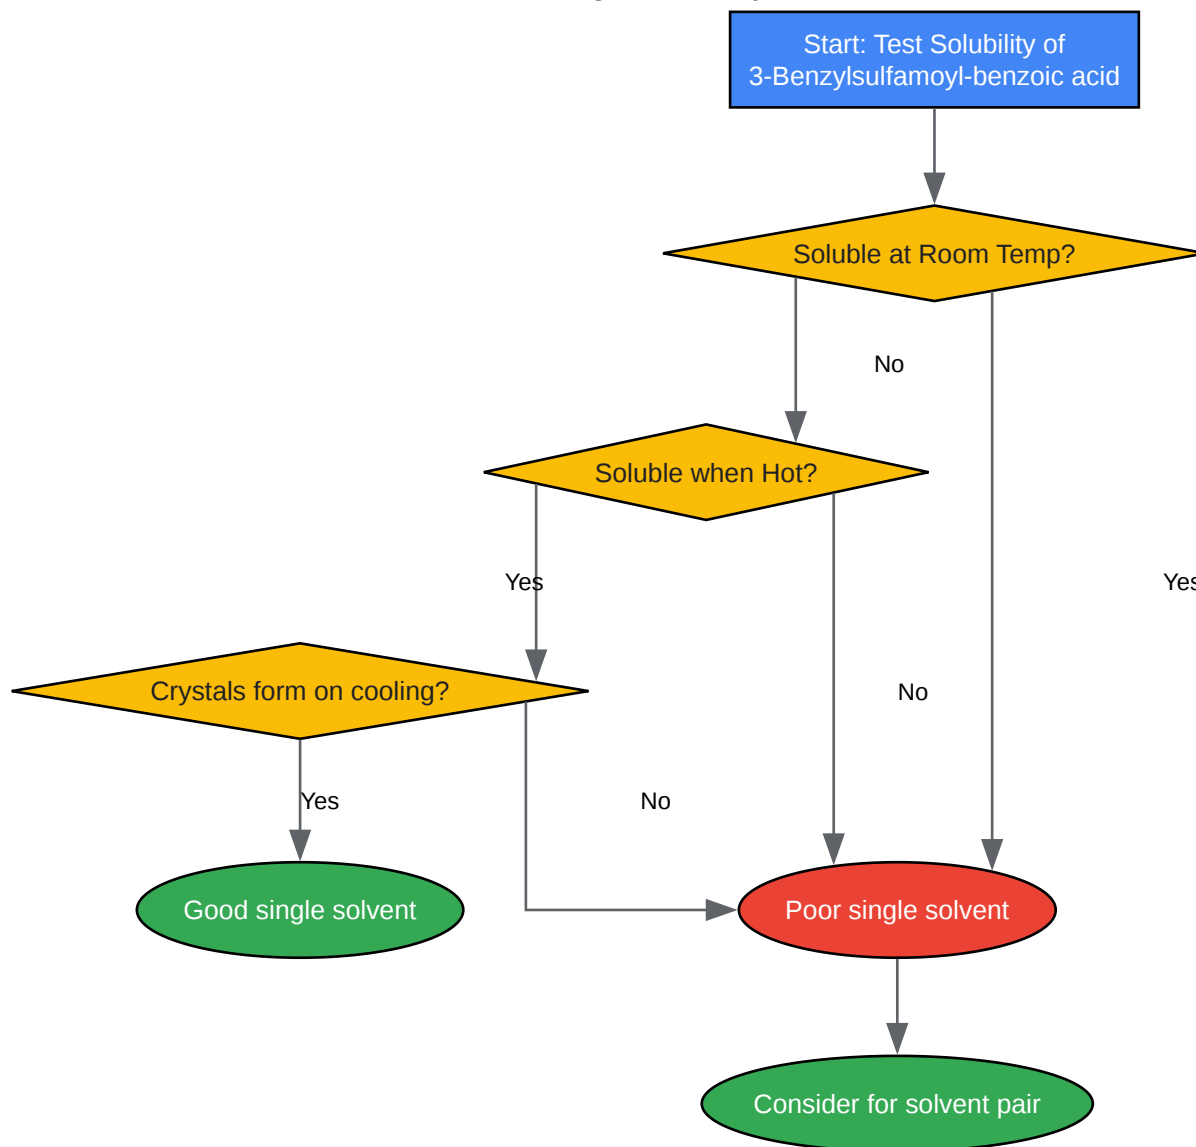 Start: Test Solubility of
3-Benzylsulfamoyl-benzoic acid
Soluble at Room Temp?
No
Soluble when Hot?
Yes
Yes
Crystals form on cooling?
No
Yes
No
Good single solvent
Poor single solvent
Consider for solvent pair